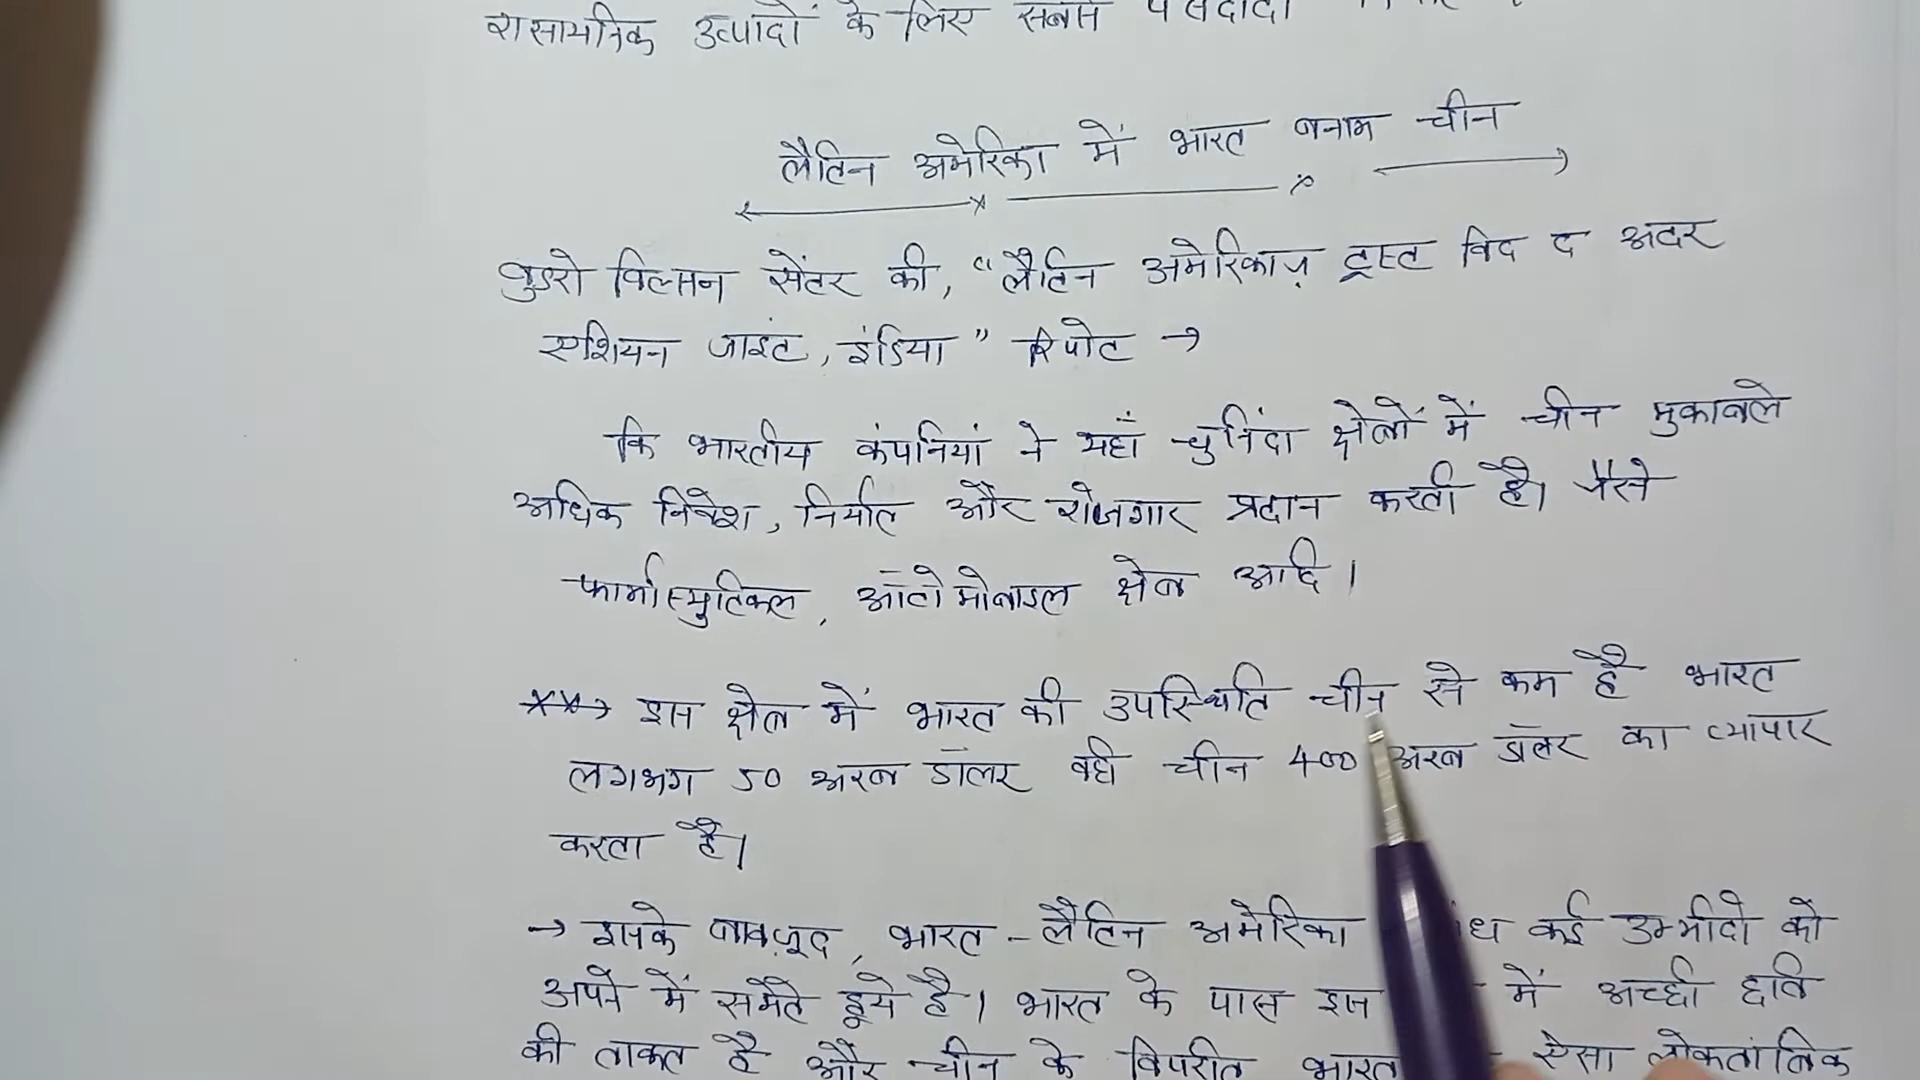 रासायनिक उत्पादों के लिए सबसे पसंदीदा
लैटिन अमेरिका में भारत बनाम चीन
वुडरो विल्सन सेंटर की, “लैटिन अमेरिकाज़ ट्रस्ट विद द अदर
एशियन जाइंट, इंडिया” रिपोट →
कि भारतीय कंपनियां ने यहाँ चुनिंदा क्षेत्रों में चीन मुकाबले
अधिक निवेश, निर्यात और रोजगार प्रदान करती है। जैसे
फार्मास्युटिकल, ऑटोमोबाइल क्षेत्र आदि।
**→ इस क्षेत्र में भारत की उपस्थिति चीन से कम है भारत
लगभग 50 अरब डॉलर वही चीन 400 अरब डॉलर का व्यापार
करता है।
→ इसके बावजूद, भारत-लैटिन अमेरिका कई उम्मीदो को
अपने में समेटे हुये है। भारत के पास इस में अच्छी छवि
की ताकत है और चीन के विपरीत भारत ऐसा लोकतांत्रिक